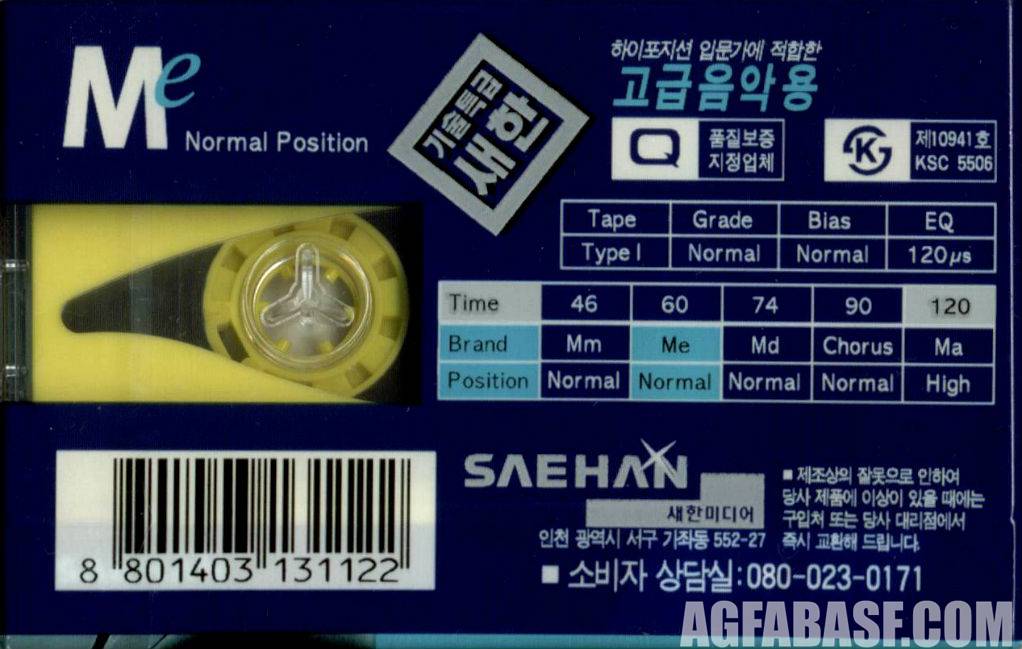 Me
Normal Position
기술특급
새한
하이포지션 입문가에 적합한
고급음악용
Q 품질보증
지정업체
제10941호
KSC 5506
Tape Grade Bias EQ
Type I Normal Normal 120μs
Time 46 60 74 90 120
Brand Mm Me Md Chorus Ma
Position Normal Normal Normal Normal High
SAEHAN
새한미디어
인천 광역시 서구 가좌동 552-27
■ 제조상의 잘못으로 인하여
당사 제품에 이상이 있을 때에는
구입처 또는 당사 대리점에서
즉시 교환해 드립니다.
■ 소비자 상담실:080-023-0171
8 801403 131122
AGFABASF.COM